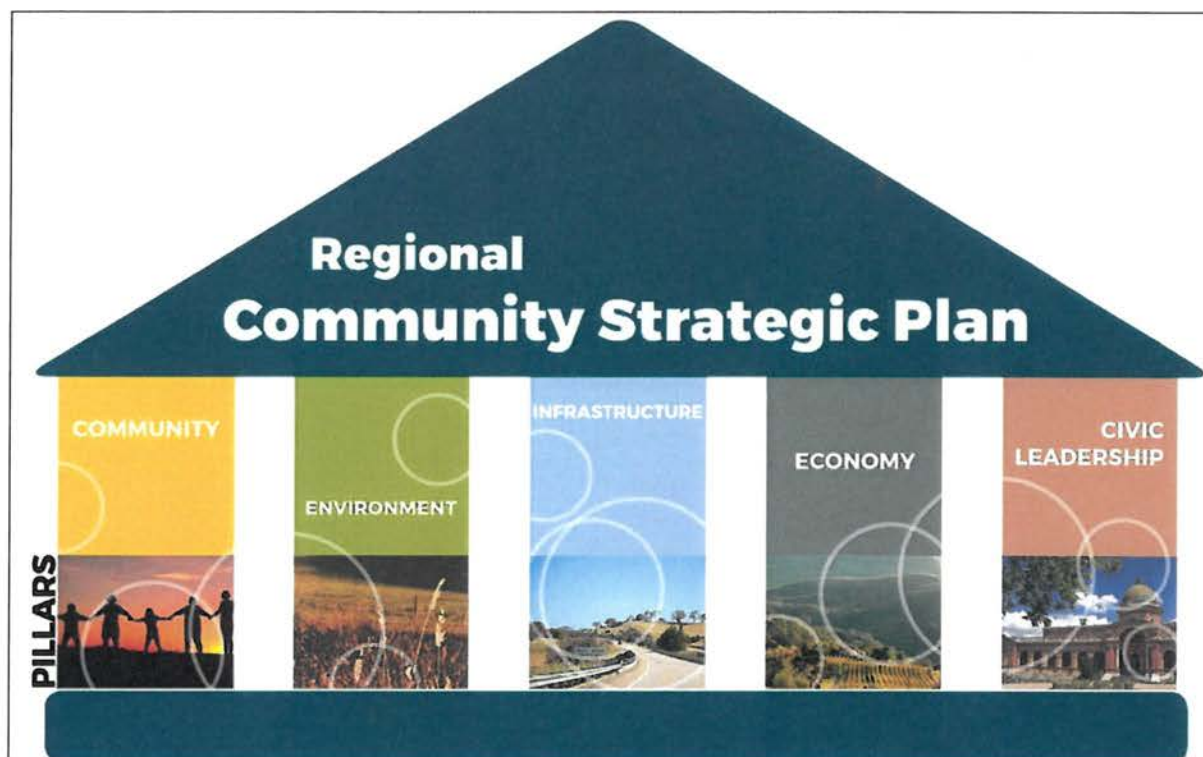 Regional
Community Strategic Plan
COMMUNITY
ENVIRONMENT
INFRASTRUCTURE
ECONOMY
CIVIC
LEADERSHIP
PILLARS